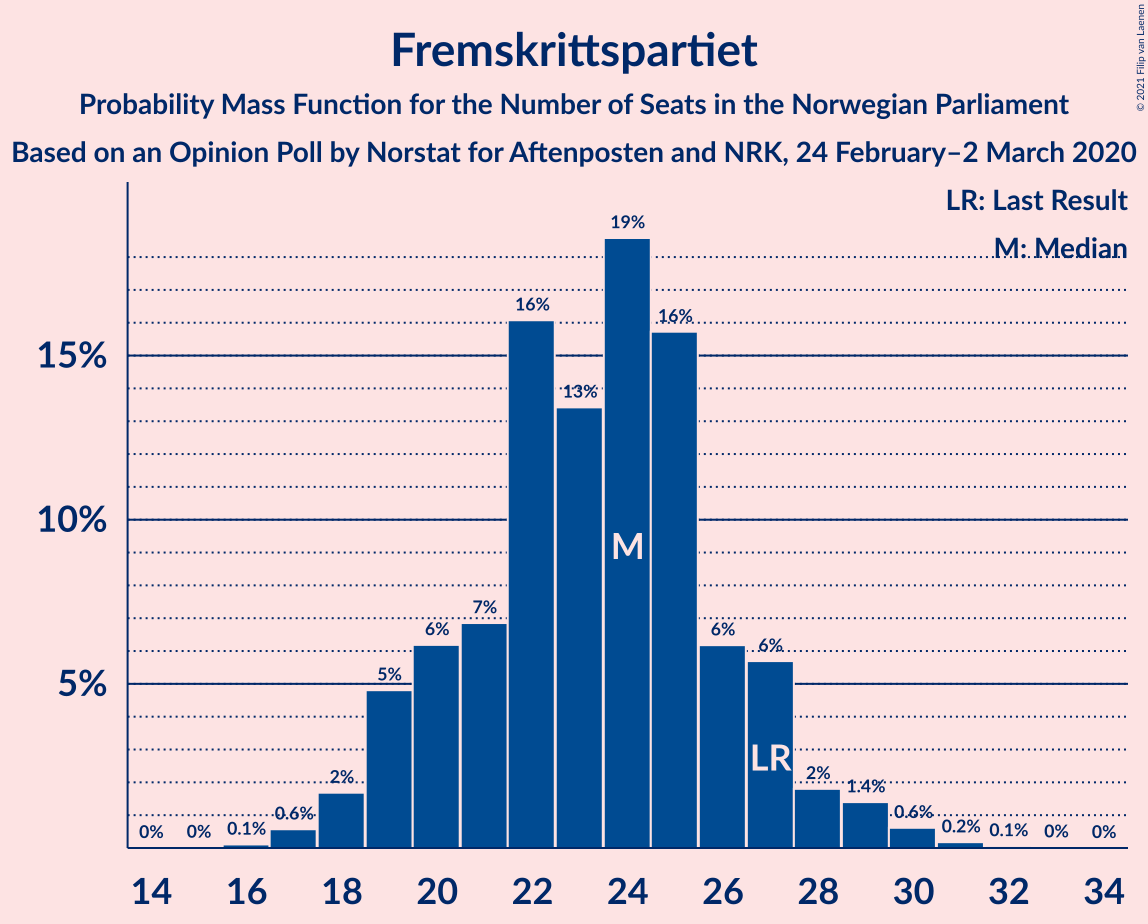 Fremskrittspartiet
Probability Mass Function for the Number of Seats in the Norwegian Parliament
Based on an Opinion Poll by Norstat for Aftenposten and NRK, 24 February–2 March 2020
© 2021 Filip van Laenen
LR: Last Result
M: Median
15%
10%
5%
0% 0% 0.1% 0.6% 2% 5% 6% 7% 16% 13% 19% 16% 6% 6% 2% 1.4% 0.6% 0.2% 0.1% 0% 0%
M
LR
14 16 18 20 22 24 26 28 30 32 34